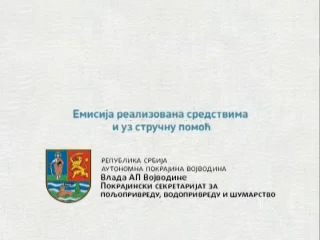 Емисија реализована средствима
и уз стручну помоћ
РЕПУБЛИКА СРБИЈА
АУТОНОМНА ПОКРАЈИНА ВОЈВОДИНА
Влада АП Војводине
Покрајински секретаријат за
пољопривреду, водопривреду и шумарство